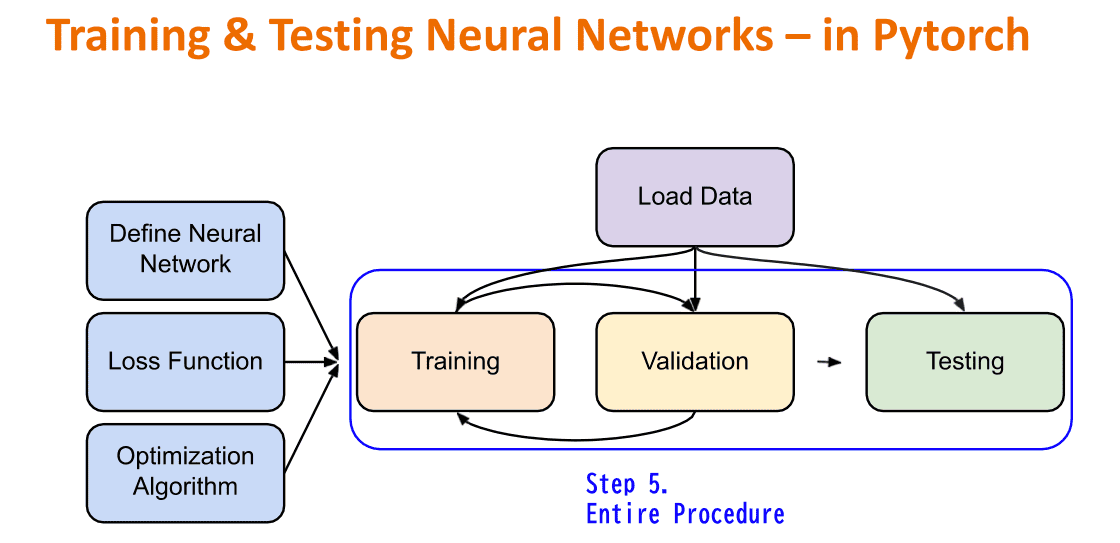 Training & Testing Neural Networks – in Pytorch
Load Data
Define Neural
Network
Loss Function
Optimization
Algorithm
Training
Validation
Testing
Step 5.
Entire Procedure